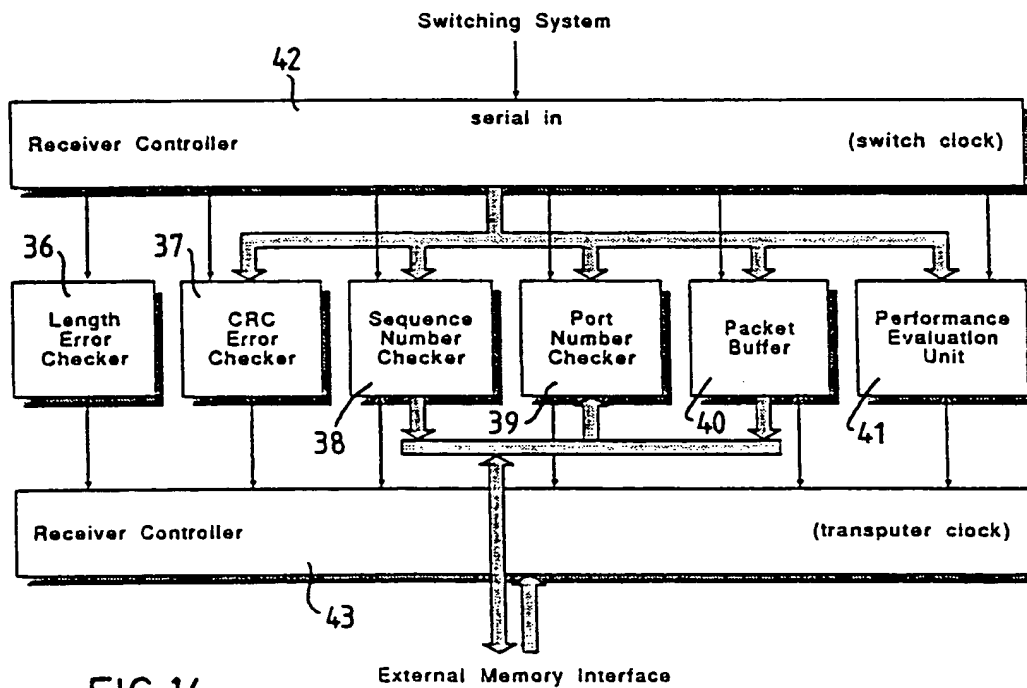 Switching System
42
serial in
Receiver Controller (switch clock)
36
37
Length
Error
Checker
CRC
Error
Checker
Sequence
Number
Checker
Port
Number
Checker
Packet
Buffer
Performance
Evaluation
Unit
38
39
40
41
Receiver Controller (transputer clock)
43
External Memory Interface